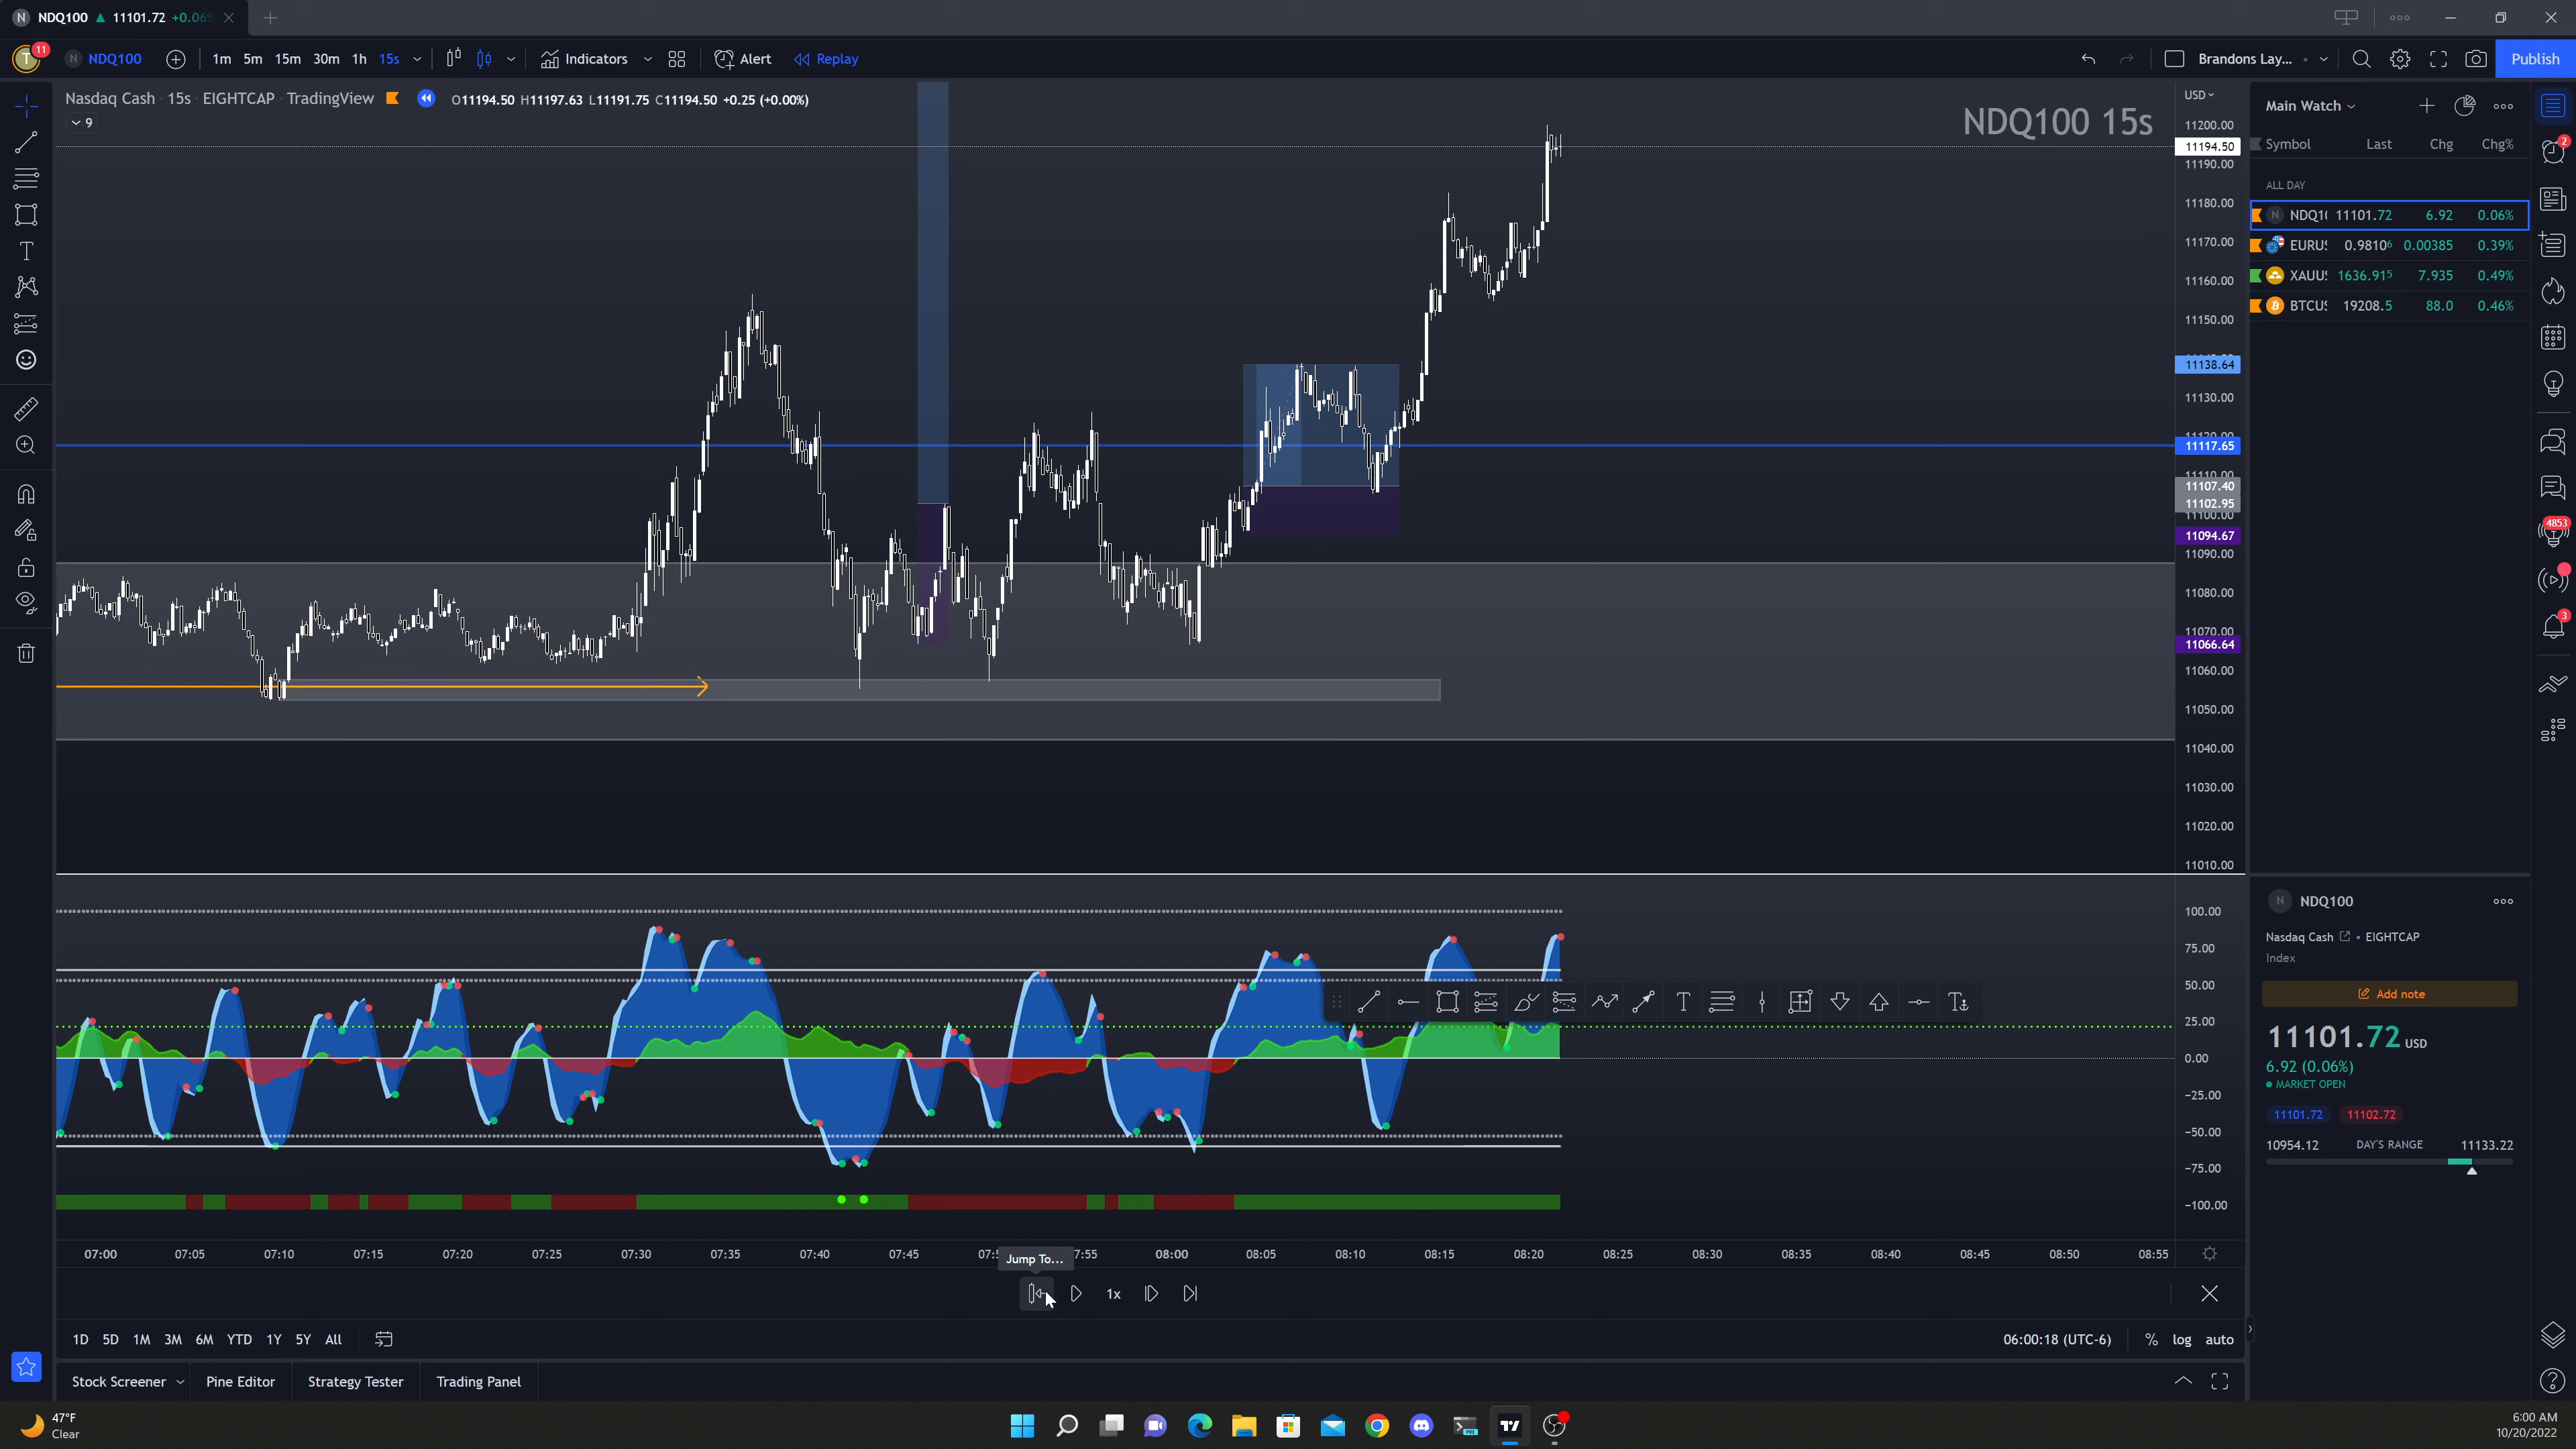 N NDQ100 ▲ 11101.72 +0.06%
T 11 N NDQ100 1m 5m 15m 30m 1h 15s Indicators Alert Replay Brandons Lay... Publish
Nasdaq Cash · 15s · EIGHTCAP · TradingView O11194.50 H11197.63 L11191.75 C11194.50 +0.25 (+0.00%)
9
NDQ100 15s
USD
11200.00
11194.50
11190.00
11180.00
11170.00
11160.00
11150.00
11138.64
11130.00
11117.65
11110.00
11107.40
11102.95
11100.00
11094.67
11090.00
11080.00
11070.00
11066.64
11060.00
11050.00
11040.00
11030.00
11020.00
11010.00
100.00
75.00
50.00
25.00
0.00
-25.00
-50.00
-75.00
-100.00
07:00 07:05 07:10 07:15 07:20 07:25 07:30 07:35 07:40 07:45 08:00 08:05 08:10 08:15 08:20 08:25 08:30 08:35 08:40 08:45 08:50 08:55
Jump To...
1x
1D 5D 1M 3M 6M YTD 1Y 5Y All 06:00:18 (UTC-6) % log auto
Stock Screener Pine Editor Strategy Tester Trading Panel
Main Watch
Symbol Last Chg Chg%
ALL DAY
N NDQ1 11101.72 6.92 0.06%
EURU 0.98106 0.00385 0.39%
XAUU 1636.915 7.935 0.49%
BTCU 19208.5 88.0 0.46%
2
4853
3
N NDQ100
Nasdaq Cash • EIGHTCAP
Index
Add note
11101.72 USD
6.92 (0.06%)
• MARKET OPEN
11101.72 11102.72
10954.12 DAY'S RANGE 11133.22
47°F
Clear
PRE
6:00 AM
10/20/2022